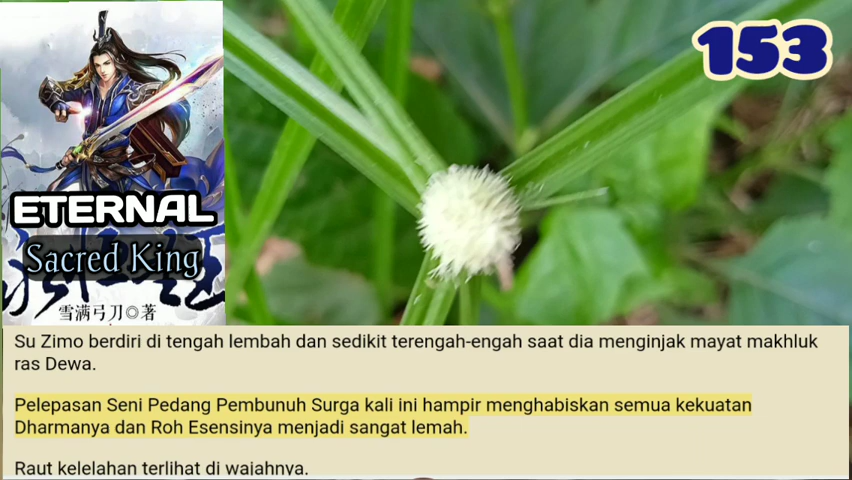 153
ETERNAL
Sacred King
雪满弓刀◎著
Su Zimo berdiri di tengah lembah dan sedikit terengah-engah saat dia menginjak mayat makhluk
ras Dewa.
Pelepasan Seni Pedang Pembunuh Surga kali ini hampir menghabiskan semua kekuatan
Dharmanya dan Roh Esensinya menjadi sangat lemah.
Raut kelelahan terlihat di wajahnya.